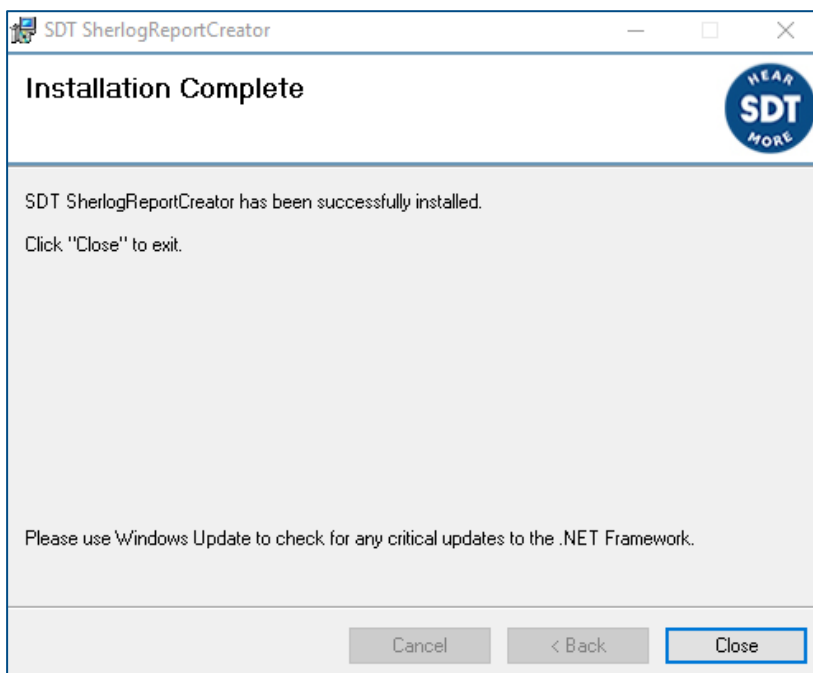 SDT SherlogReportCreator
Installation Complete
HEAR
SDT
MORE
SDT SherlogReportCreator has been successfully installed.
Click "Close" to exit.
Please use Windows Update to check for any critical updates to the .NET Framework.
Cancel
< Back
Close